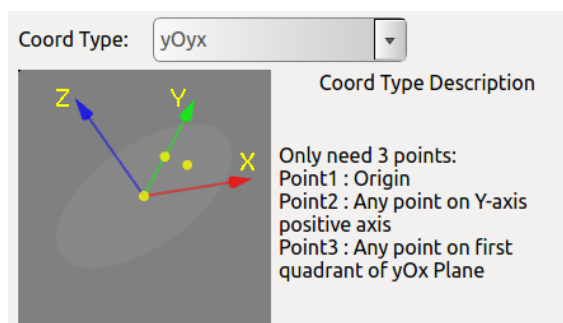 Coord Type: yOyx
Coord Type Description
Z
Y
X
Only need 3 points:
Point1 : Origin
Point2 : Any point on Y-axis
positive axis
Point3 : Any point on first
quadrant of yOx Plane